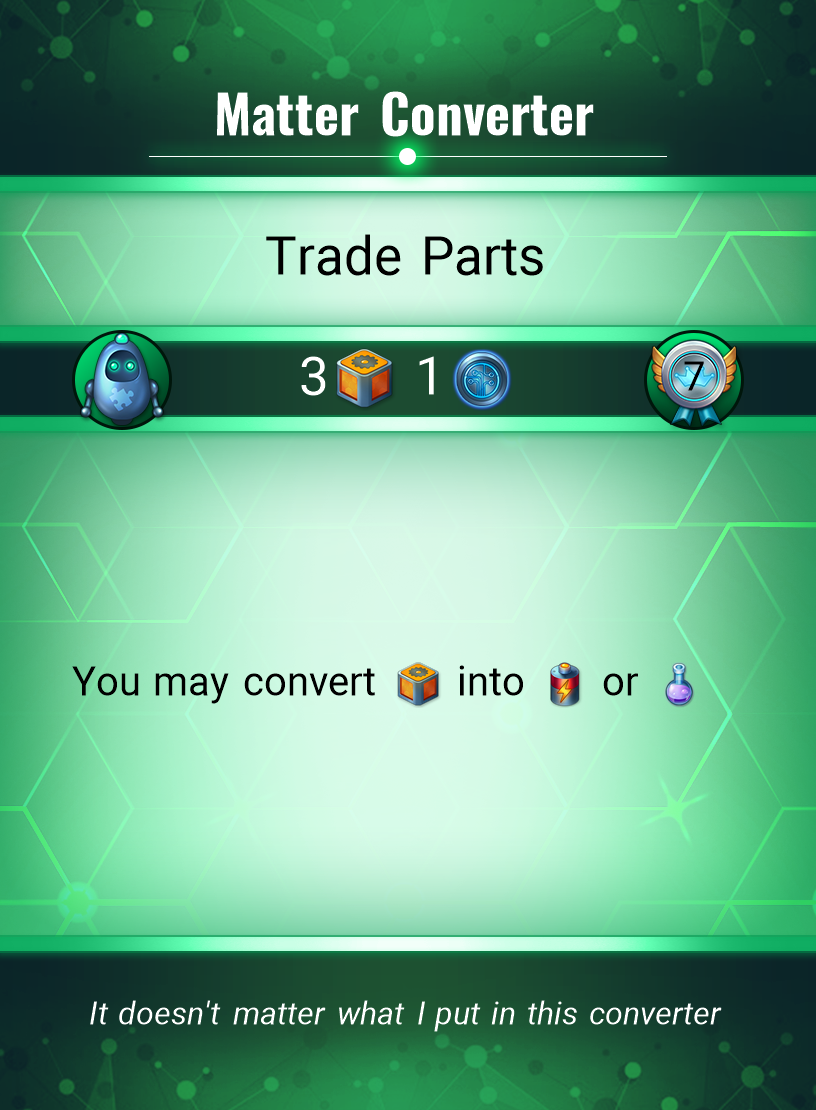 Matter Converter
Trade Parts
3 1 7
You may convert into or
It doesn't matter what I put in this converter